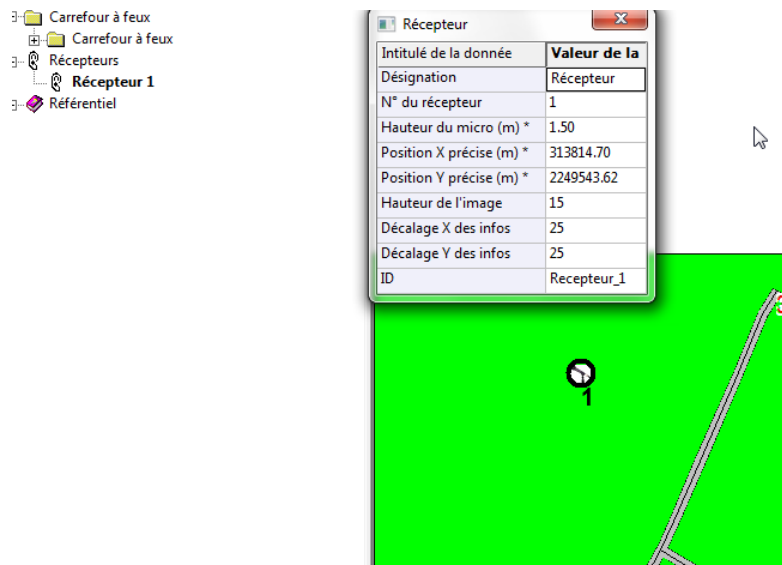 Carrefour à feux
Carrefour à feux
Récepteurs
Récepteur 1
Référentiel
Récepteur
Intitulé de la donnée Valeur de la
Désignation Récepteur
N° du récepteur 1
Hauteur du micro (m) * 1.50
Position X précise (m) * 313814.70
Position Y précise (m) * 2249543.62
Hauteur de l'image 15
Décalage X des infos 25
Décalage Y des infos 25
ID Recepteur_1
1